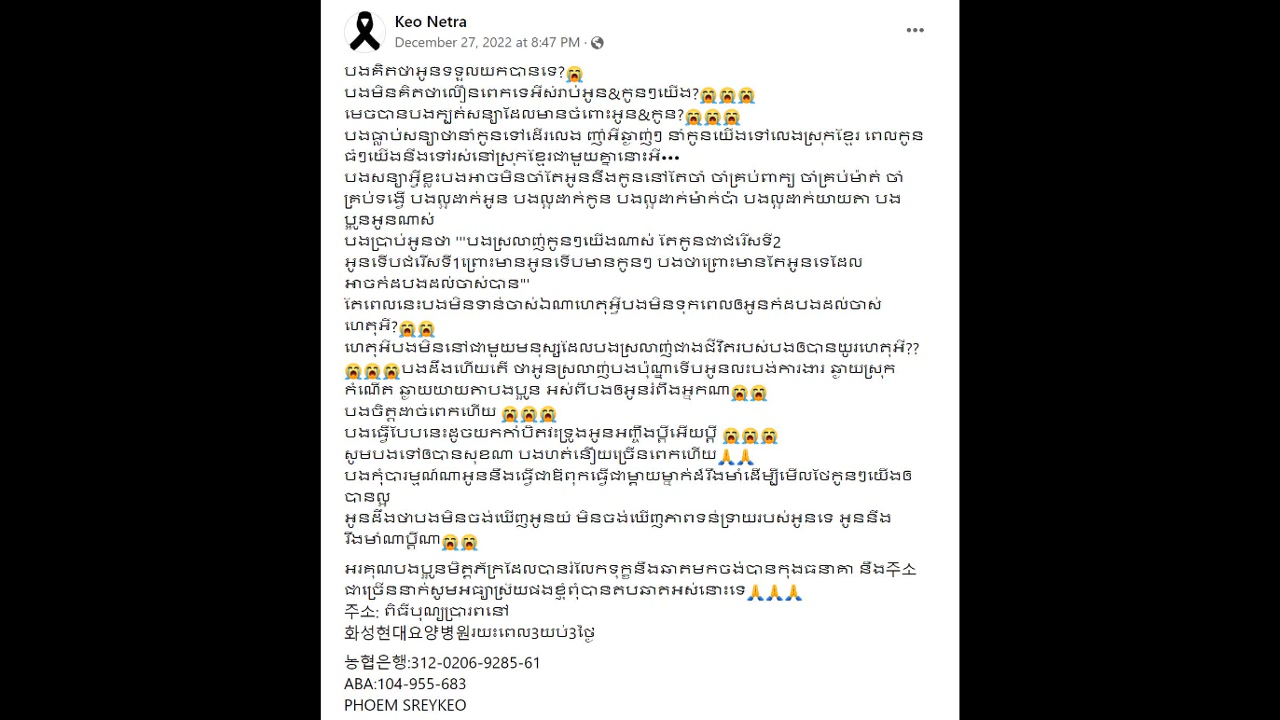 Keo Netra
December 27, 2022 at 8:47 PM ·
បងគិតថាអូនទទួលយកបានទេ?😭
បងមិនគិតថាលឿនពេកទេអីសំរាប់អូន&កូនៗយើង?😭😭😭
មេចបានបងក្បត់សន្យាដែលមានចំពោះអូន&កូន?😭😭😭
បងធ្លាប់សន្យាថានាំកូនទៅដើរលេង ញ៉ាំអីឆ្ងាញ់ៗ នាំកូនយើងទៅលេងស្រុកខ្មែរ ពេលកូន
ធំៗយើងនឹងទៅរស់នៅស្រុកខ្មែរជាមួយគ្នានោះអី•••
បងសន្យាអ្វីខ្លះបងអាចមិនចាំតែអូននឹងកូននៅតែចាំ ចាំគ្រប់ពាក្យ ចាំគ្រប់ម៉ាត់ ចាំ
គ្រប់ទង្វើ បងល្អដាក់អូន បងល្អដាក់កូន បងល្អដាក់ម៉ាក់ប៉ា បងល្អដាក់យាយតា បង
ប្អូនអូនណាស់
បងប្រាប់អូនថា "'បងស្រលាញ់កូនៗយើងណាស់ តែកូនជាជំរើសទី2
អូនទើបជំរើសទី1ព្រោះមានអូនទើបមានកូនៗ បងថាព្រោះមានតែអូនទេដែល
អាចកំដបងដល់ចាស់បាន"'
តែពេលនេះបងមិនទាន់ចាស់ឯណាហេតុអ្វីបងមិនទុកពេលឲអូនកំដបងដល់ចាស់
ហេតុអី?😭😭
ហេតុអីបងមិននៅជាមួយមនុស្សដែលបងស្រលាញ់ជាងជីវិតរបស់បងឲបានយូរហេតុអី??
😭😭😭បងដឹងហើយតើ ថាអូនស្រលាញ់បងប៉ុណ្ណាទើបអូនលះបង់ការងារ ឆ្ងាយស្រុក
កំណើត ឆ្ងាយយាយតាបងប្អូន អស់ពីបងឲអូនរំពឹងអ្នកណា😭😭
បងចិត្តដាច់ពេកហើយ 😭😭😭
បងធ្វើបែបនេះដូចយកកាំបិតវះទ្រូងអូនអញ្ចឹងប្ដីអើយប្ដី 😭😭😭
សូមបងទៅឲបានសុខណា បងហត់នឿយច្រើនពេកហើយ🙏🙏
បងកុំបារម្មណ៍ណាអូននឹងធ្វើជាឪពុកធ្វើជាម្ដាយម្នាក់ដ៏រឹងមាំដើម្បីមើលថែកូនៗយើងឲ
បានល្អ
អូនដឹងថាបងមិនចង់ឃើញអូនយំ មិនចង់ឃើញភាពទន់ទ្រាយរបស់អូនទេ អូននឹង
រឹងមាំណាប្ដីណា😭😭
អរគុណបងប្អូនមិត្តភ័ក្រដែលបានរំលែកទុក្ខនឹងឆាតមកចង់បានកុងធនាគា នឹង주소
ជាច្រើននាក់សូមអធ្យាស្រ័យផងខ្ញុំពុំបានតបឆាតអស់នោះទេ🙏🙏🙏
주소: ពិធីបុណ្យប្រារពនៅ
화성현대요양병원រយះពេល3យប់3ថ្ងៃ
농협은행:312-0206-9285-61
ABA:104-955-683
PHOEM SREYKEO